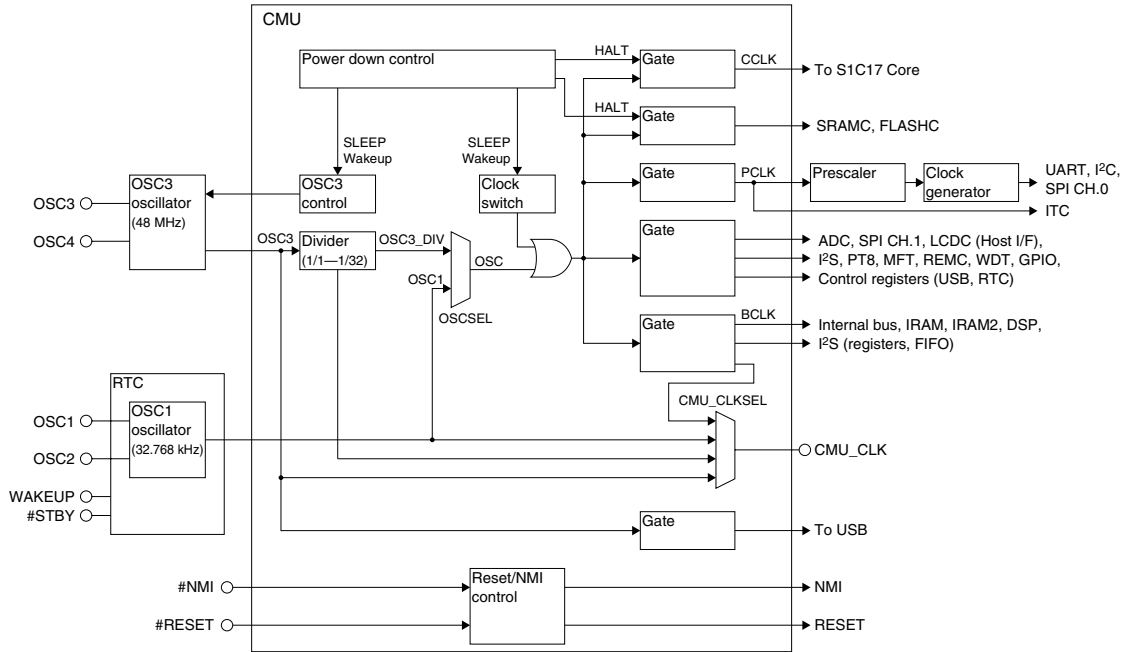 CMU
Power down control
HALT
Gate
CCLK
To S1C17 Core
HALT
Gate
SRAMC, FLASHC
SLEEP
Wakeup
SLEEP
Wakeup
OSC3
OSC4
OSC3
oscillator
(48 MHz)
OSC3
control
Clock
switch
Gate
PCLK
Prescaler
Clock
generator
UART, I2C,
SPI CH.0
ITC
OSC3
Divider
(1/1—1/32)
OSC3_DIV
OSC1
OSC
OSCSEL
Gate
ADC, SPI CH.1, LCDC (Host I/F),
I2S, PT8, MFT, REMC, WDT, GPIO,
Control registers (USB, RTC)
Gate
BCLK
Internal bus, IRAM, IRAM2, DSP,
I2S (registers, FIFO)
RTC
OSC1
OSC2
OSC1
oscillator
(32.768 kHz)
WAKEUP
#STBY
CMU_CLKSEL
CMU_CLK
Gate
To USB
#NMI
#RESET
Reset/NMI
control
NMI
RESET